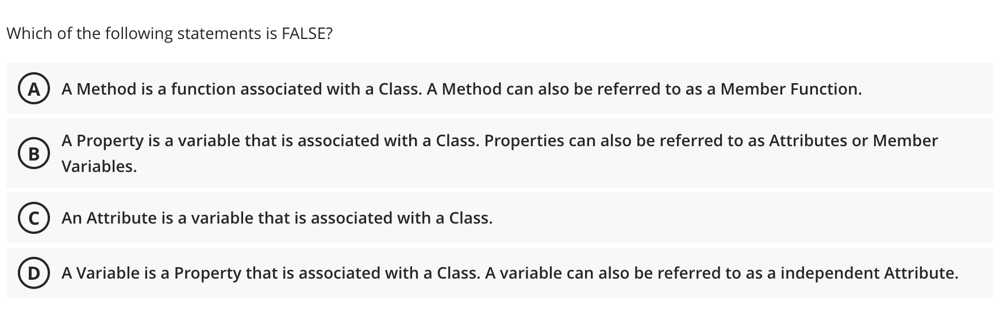 Which of the following statements is FALSE?
A A Method is a function associated with a Class. A Method can also be referred to as a Member Function.
B A Property is a variable that is associated with a Class. Properties can also be referred to as Attributes or Member
Variables.
C An Attribute is a variable that is associated with a Class.
D A Variable is a Property that is associated with a Class. A variable can also be referred to as a independent Attribute.